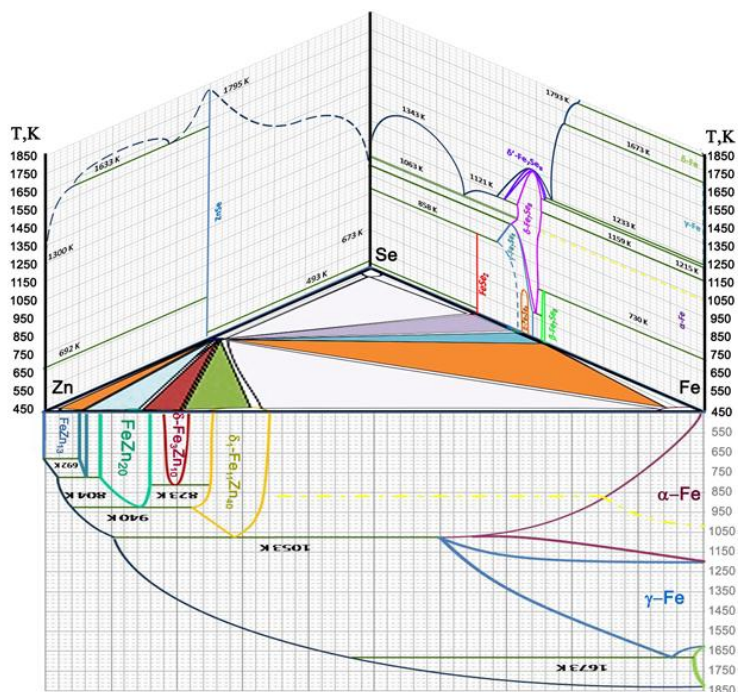 T,K
1850
1750
1650
1550
1450
1350
1250
1150
1050
950
850
750
650
550
450
1795 K
1633 K
1300 K
692 K
493 K
673 K
ZnSe
Se
Zn
Fe
1343 K
1063 K
1121 K
858 K
1793 K
1673 K
1233 K
1159 K
1215 K
730 K
FeSe₂
δ-Fe
γ-Fe
α-Fe
T,K
1850
1750
1650
1550
1450
1350
1250
1150
1050
950
850
750
650
550
450
550
650
750
850
950
1050
1150
1250
1350
1450
1550
1650
1750
1850
FeZn₁₃
FeZn₂₀
δ-Fe₃Zn₁₀
δ₁-Fe₁₁Zn₄₀
692K
804 K
823 K
940 K
1053 K
1673 K
α–Fe
γ–Fe